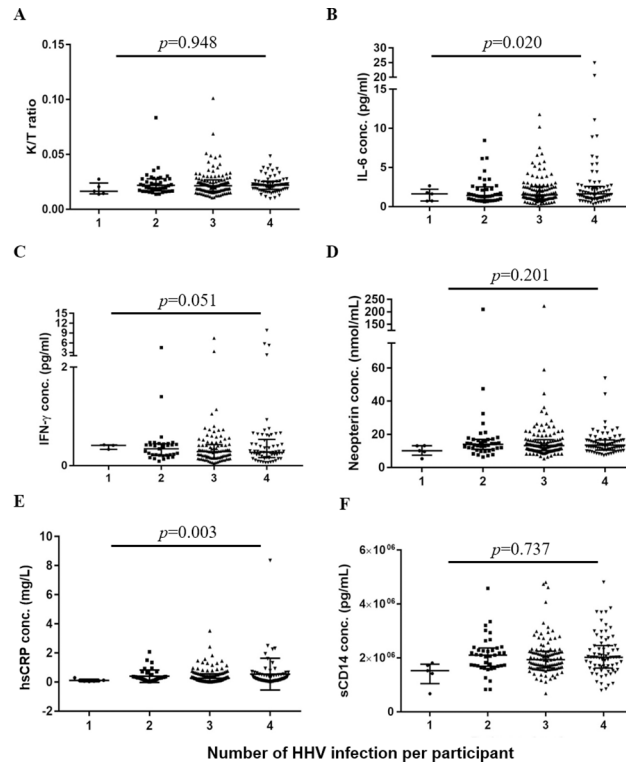 A
p=0.948
K/T ratio
0.15
0.10
0.05
0.00
1 2 3 4
B
p=0.020
IL-6 conc. (pg/ml)
30
25
20
15
10
5
0
1 2 3 4
C
p=0.051
IFN-γ conc. (pg/ml)
15
12
9
6
3
2
0
1 2 3 4
D
p=0.201
Neopterin conc. (nmol/mL)
250
200
150
60
40
20
0
1 2 3 4
E
p=0.003
hsCRP conc. (mg/L)
10
8
6
4
2
0
-2
1 2 3 4
F
p=0.737
sCD14 conc. (pg/mL)
6×10⁰⁶
4×10⁰⁶
2×10⁰⁶
0
1 2 3 4
Number of HHV infection per participant